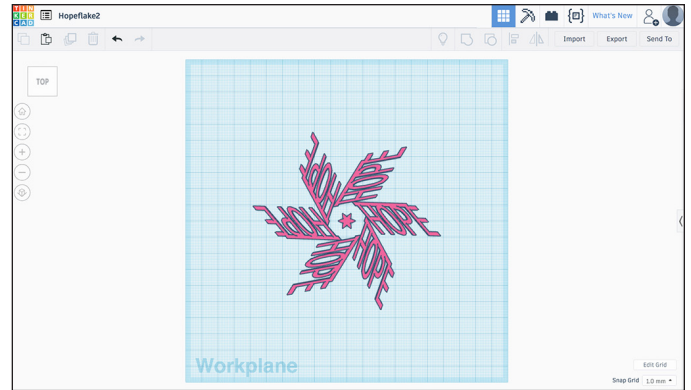 TIN
KER
CAD
Hopeflake2
What's New
Import
Export
Send To
TOP
Workplane
Edit Grid
Snap Grid 1.0 mm